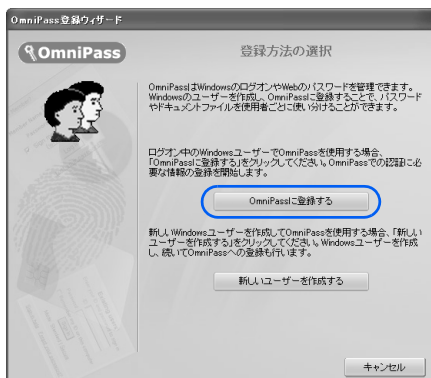 OmniPass登録ウィザード
OmniPass
登録方法の選択
OmniPassはWindowsのログオンやWebのパスワードを管理できます。
Windowsのユーザーを作成し、OmniPassに登録することで、パスワード
やドキュメントファイルを使用者ごとに使い分けることができます。
ログオン中のWindowsユーザーでOmniPassを使用する場合、
「OmniPassに登録する」をクリックしてください。OmniPassでの認証に必
要な情報の登録を開始します。
OmniPassに登録する
新しいWindowsユーザーを作成してOmniPassを使用する場合、「新しい
ユーザーを作成する」をクリックしてください。Windowsユーザーを作成
し、続いてOmniPassへの登録も行います。
新しいユーザーを作成する
キャンセル